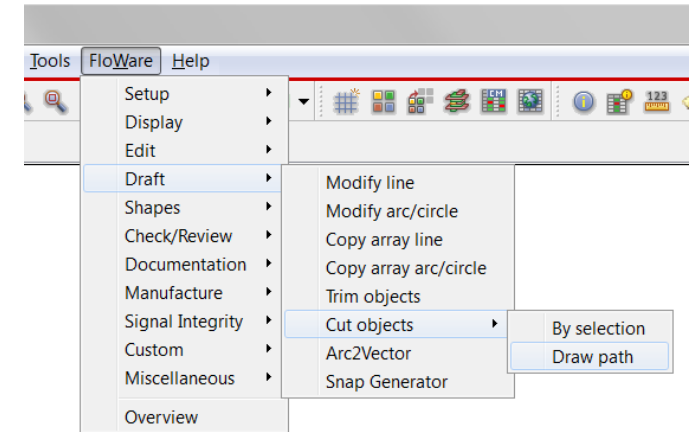 Tools FloWare Help
Setup
Display
Edit
Draft
Shapes
Check/Review
Documentation
Manufacture
Signal Integrity
Custom
Miscellaneous
Overview
Modify line
Modify arc/circle
Copy array line
Copy array arc/circle
Trim objects
Cut objects
Arc2Vector
Snap Generator
By selection
Draw path
CM
123